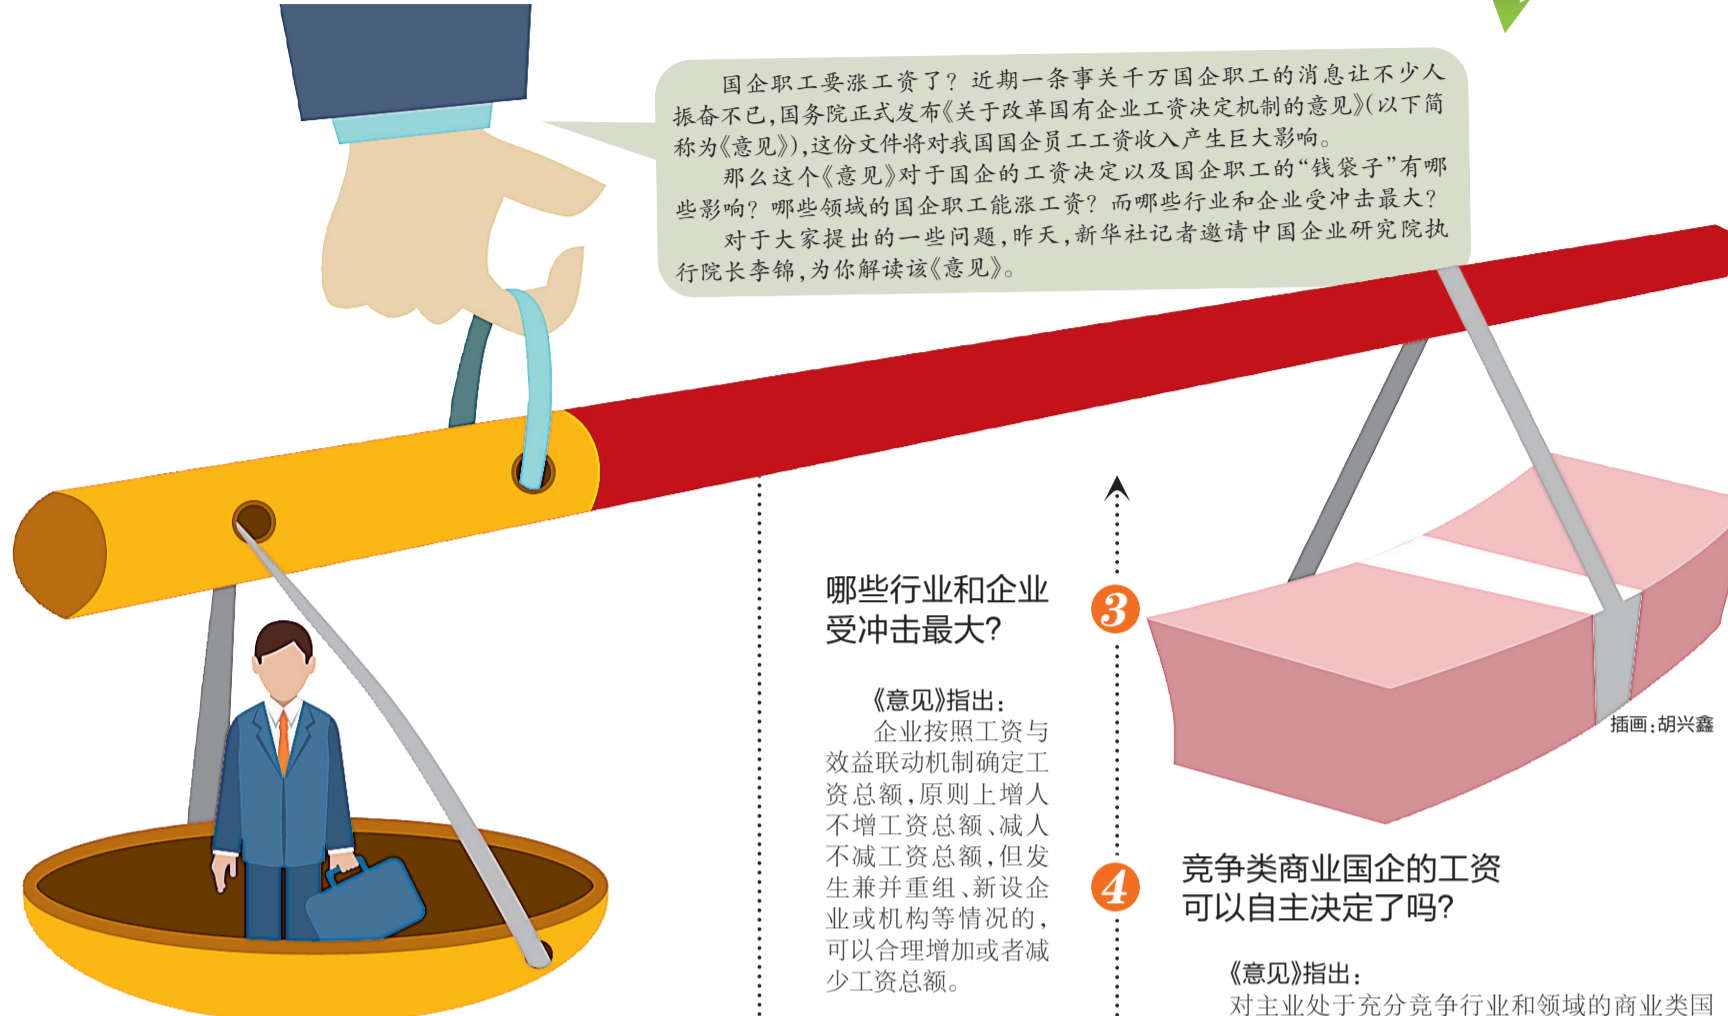 国企职工要涨工资了？近期一条事关千万国企职工的消息让不少人
振奋不已，国务院正式发布《关于改革国有企业工资决定机制的意见》（以下简
称为《意见》），这份文件将对我国国企员工工资收入产生巨大影响。
那么这个《意见》对于国企的工资决定以及国企职工的“钱袋子”有哪
些影响？哪些领域的国企职工能涨工资？而哪些行业和企业受冲击最大？
对于大家提出的一些问题，昨天，新华社记者邀请中国企业研究院执
行院长李锦，为你解读该《意见》。
哪些行业和企业
受冲击最大？
3
《意见》指出：
企业按照工资与
效益联动机制确定工
资总额，原则上增人
不增工资总额、减人
不减工资总额，但发
生兼并重组、新设企
业或机构等情况的，
可以合理增加或者减
少工资总额。
插画：胡兴鑫
4
竞争类商业国企的工资
可以自主决定了吗？
《意见》指出：
对主业处于充分竞争行业和领域的商业类国